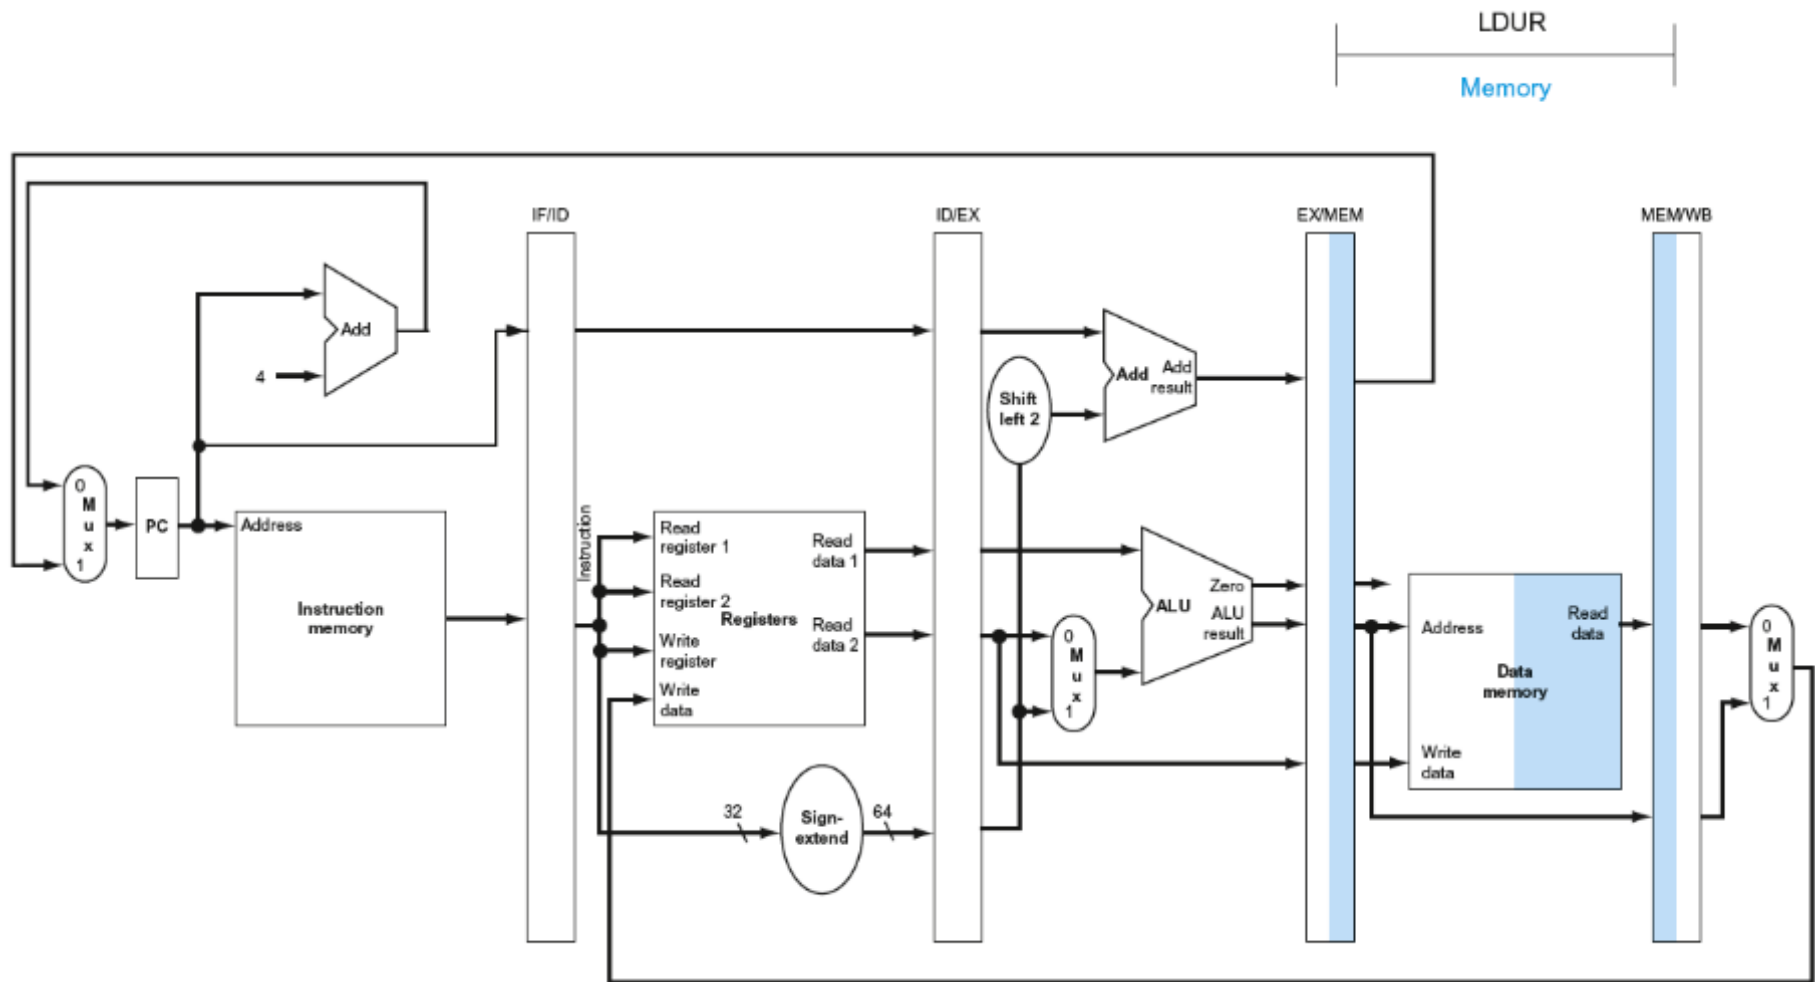 LDUR
Memory
IF/ID
ID/EX
EX/MEM
MEM/WB
Add
4
Shift
left 2
Add
Add
result
0
M
u
x
1
PC
Address
Instruction
memory
Instruction
Read
register 1
Read
register 2
Write
register
Write
data
Registers
Read
data 1
Read
data 2
0
M
u
x
1
ALU
Zero
ALU
result
Address
Read
data
Data
memory
Write
data
0
M
u
x
1
32
Sign-
extend
64